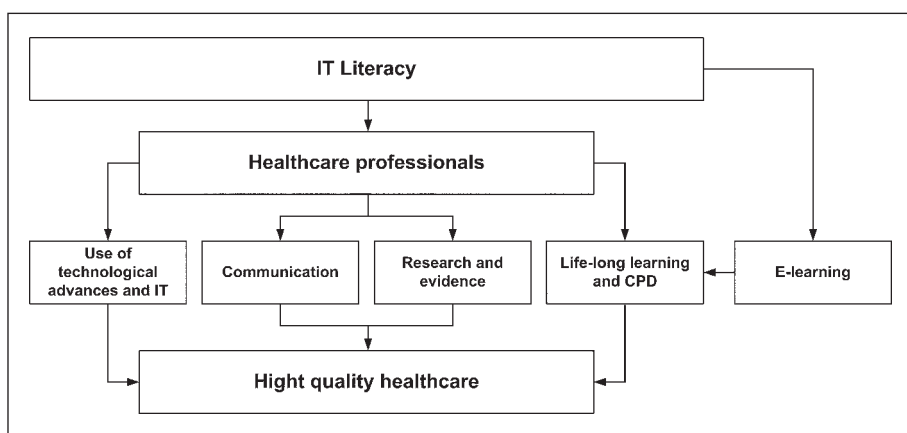 IT Literacy
Healthcare professionals
Use of
technological
advances and IT
Communication
Research and
evidence
Life-long learning
and CPD
E-learning
Hight quality healthcare